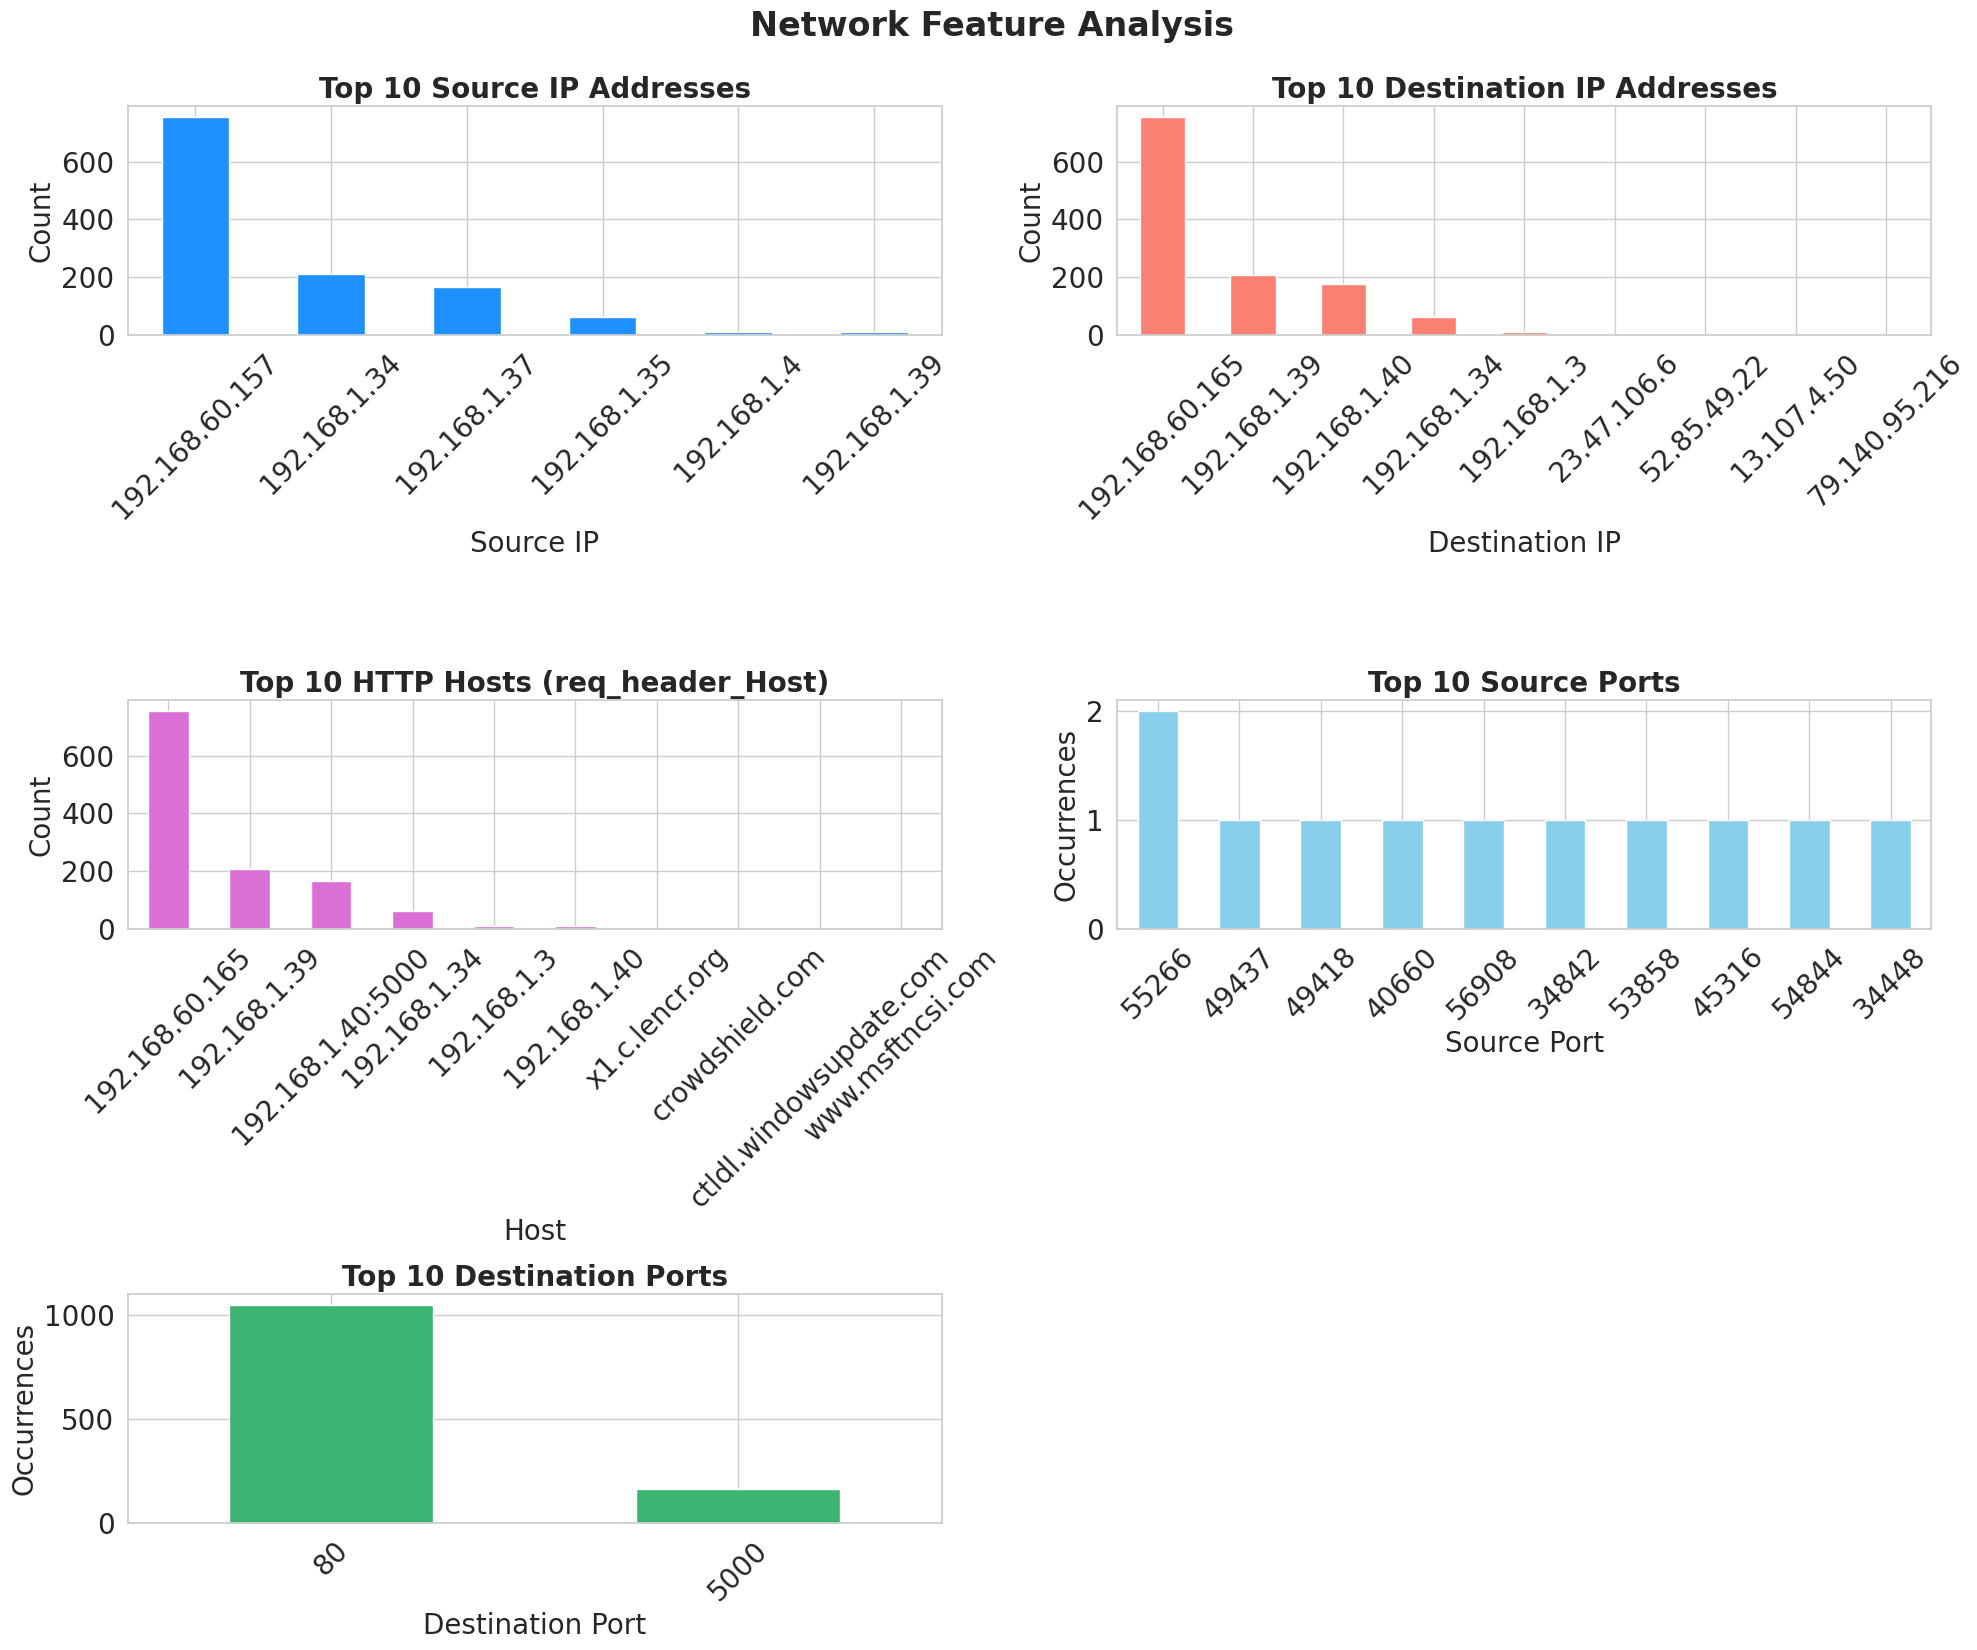 Network Feature Analysis
Top 10 Source IP Addresses
Count
600
400
200
0
192.168.60.157
192.168.1.34
192.168.1.37
192.168.1.35
192.168.1.4
192.168.1.39
Source IP
Top 10 Destination IP Addresses
Count
600
400
200
0
192.168.60.165
192.168.1.39
192.168.1.40
192.168.1.34
192.168.1.3
23.47.106.6
52.85.49.22
13.107.4.50
79.140.95.216
Destination IP
Top 10 HTTP Hosts (req_header_Host)
Count
600
400
200
0
192.168.60.165
192.168.1.39
192.168.1.40:5000
192.168.1.34
192.168.1.3
192.168.1.40
x1.c.lencr.org
crowdshield.com
ctldl.windowsupdate.com
www.msftncsi.com
Host
Top 10 Source Ports
Occurrences
2
1
0
55266
49437
49418
40660
56908
34842
53858
45316
54844
34448
Source Port
Top 10 Destination Ports
Occurrences
1000
500
0
80
5000
Destination Port